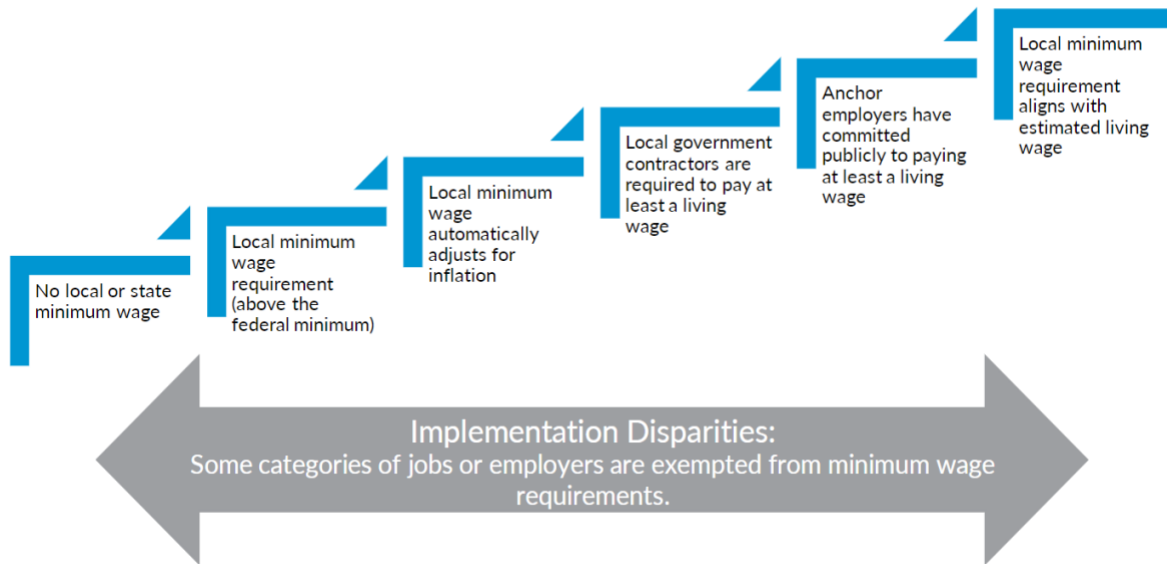 No local or state
minimum wage
Local minimum
wage
requirement
(above the
federal minimum)
Local minimum
wage
automatically
adjusts for
inflation
Local government
contractors are
required to pay at
least a living
wage
Anchor
employers have
committed
publicly to paying
at least a living
wage
Local minimum
wage
requirement
aligns with
estimated living
wage
Implementation Disparities:
Some categories of jobs or employers are exempted from minimum wage
requirements.